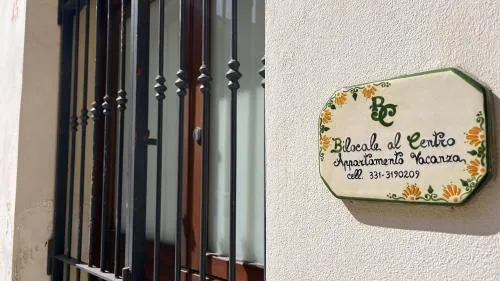 BC
Bilocale al Centro
Appartamento Vacanza
cell. 331-3190209